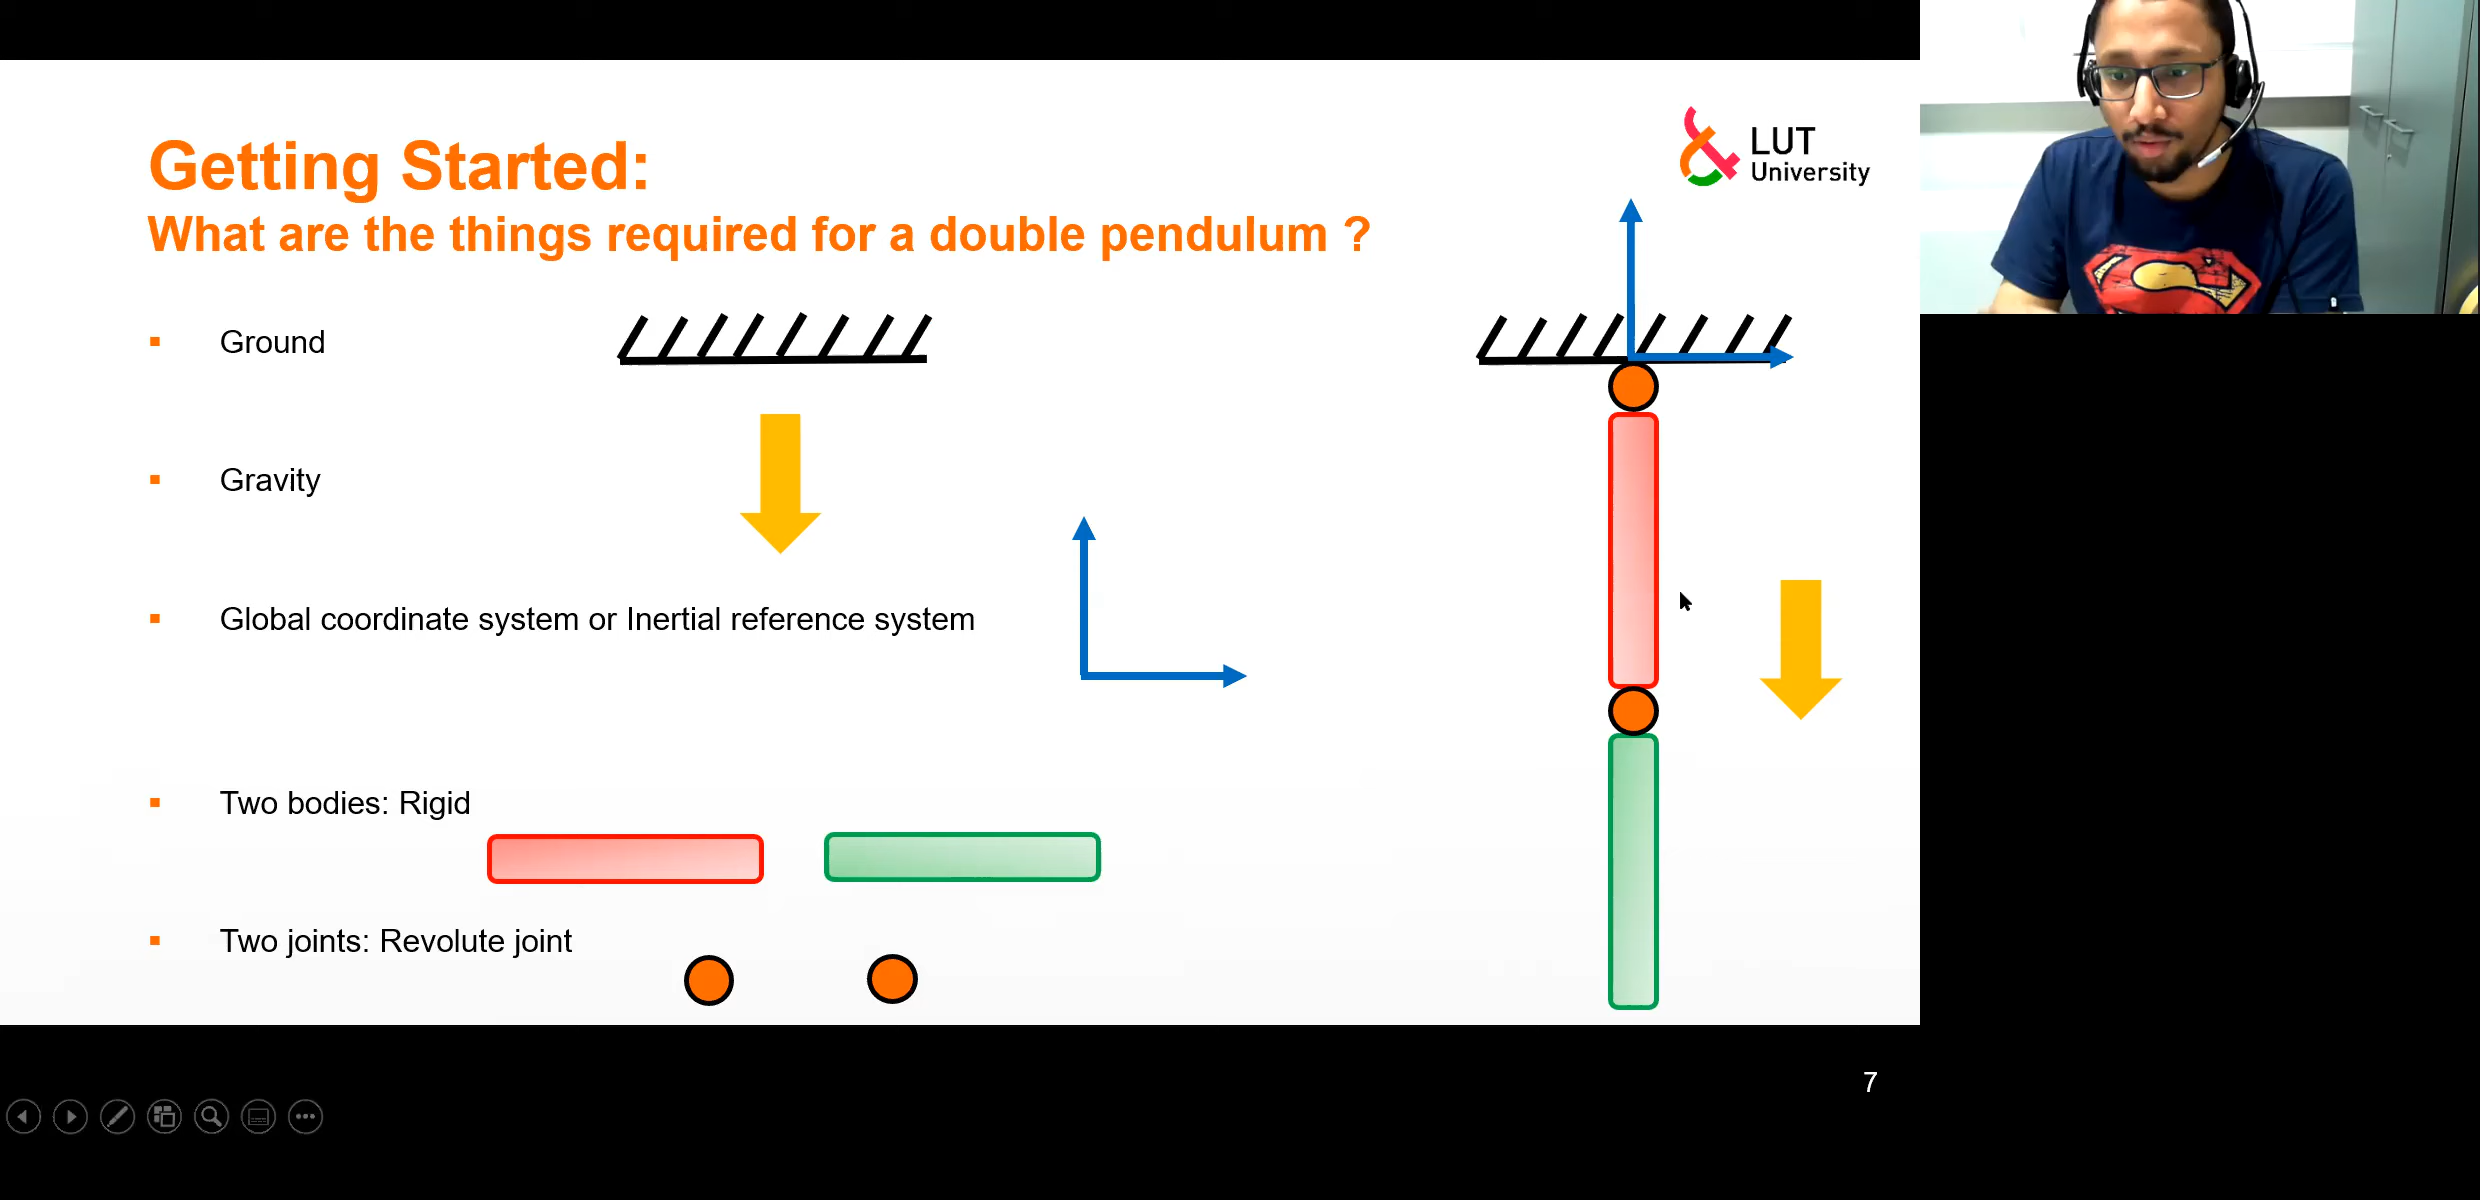 Getting Started:
What are the things required for a double pendulum ?
LUT
University
Ground
Gravity
Global coordinate system or Inertial reference system
Two bodies: Rigid
Two joints: Revolute joint
7